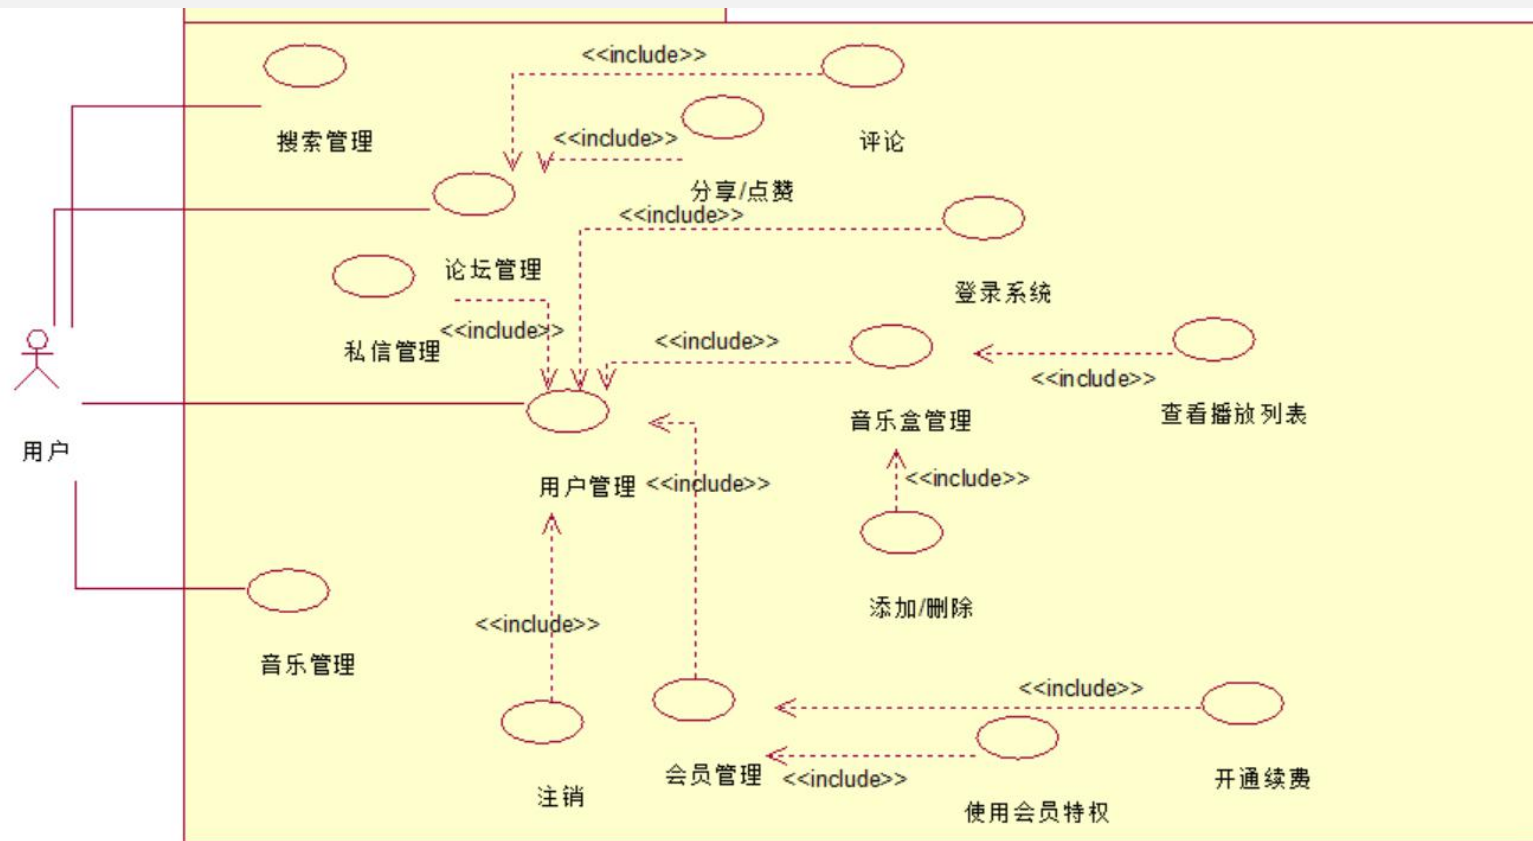 <<include>>
<<include>>
搜索管理
评论
分享/点赞
<<include>>
论坛管理
登录系统
<<include>>
私信管理
<<include>>
<<include>>
音乐盒管理
查看播放列表
用户
用户管理
<<include>>
<<include>>
添加/删除
<<include>>
音乐管理
<<include>>
会员管理
<<include>>
开通续费
注销
使用会员特权